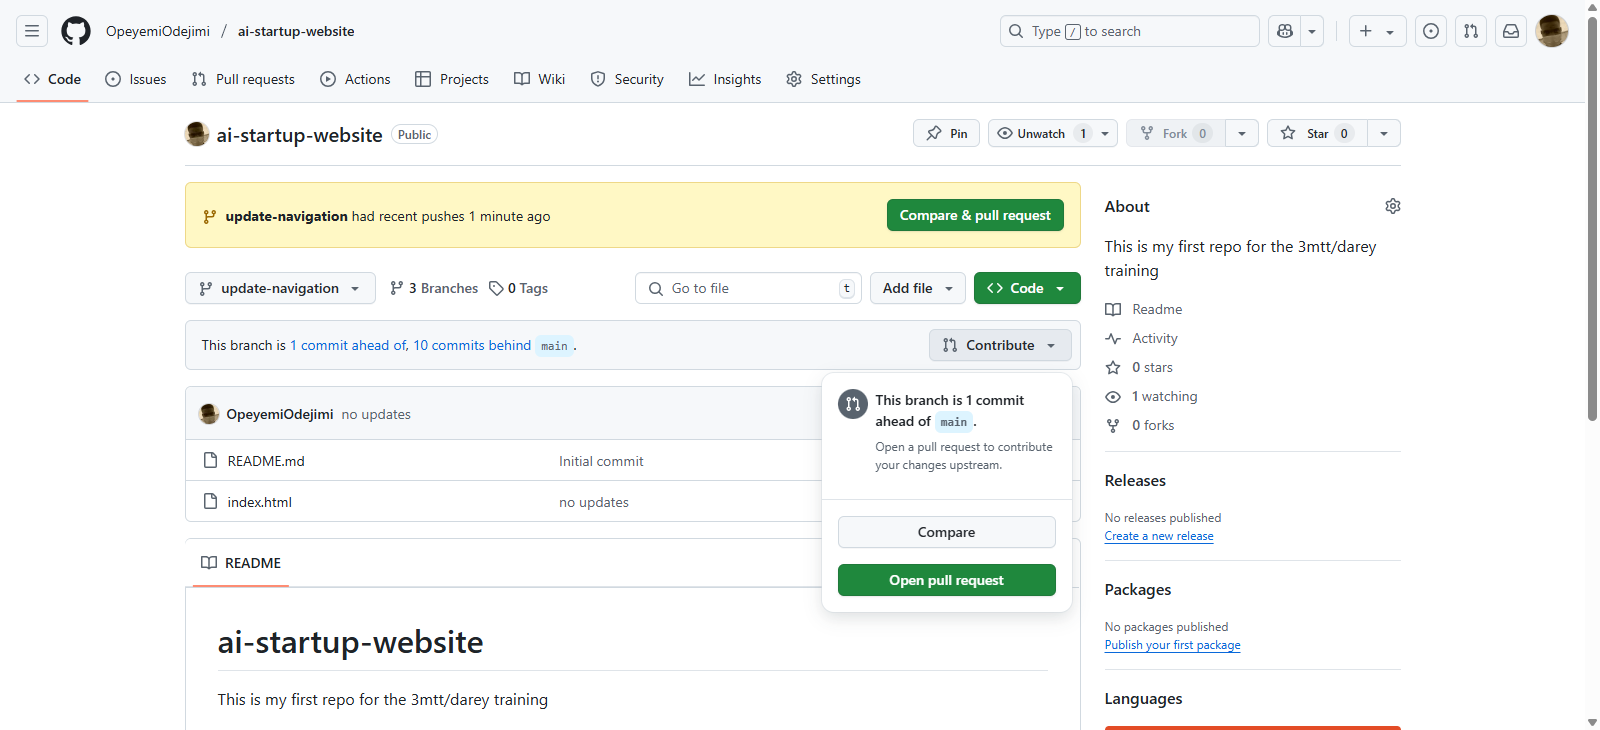 OpeyemiOdejimi / ai-startup-website
Type / to search
Code Issues Pull requests Actions Projects Wiki Security Insights Settings
ai-startup-website Public
Pin Unwatch 1 Fork 0 Star 0
update-navigation had recent pushes 1 minute ago
Compare & pull request
update-navigation 3 Branches 0 Tags
Go to file t
Add file
Code
This branch is 1 commit ahead of, 10 commits behind main.
Contribute
This branch is 1 commit
ahead of main.
Open a pull request to contribute
your changes upstream.
Compare
Open pull request
OpeyemiOdejimi no updates
README.md Initial commit
index.html no updates
README
ai-startup-website
This is my first repo for the 3mtt/darey training
About
This is my first repo for the 3mtt/darey
training
Readme
Activity
0 stars
1 watching
0 forks
Releases
No releases published
Create a new release
Packages
No packages published
Publish your first package
Languages